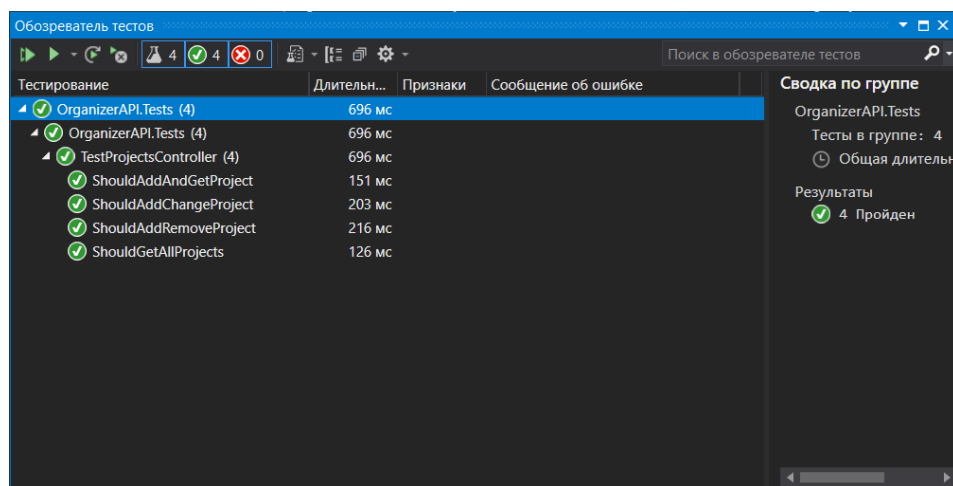 Обозреватель тестов
4 4 0 Поиск в обозревателе тестов
Тестирование Длительн... Признаки Сообщение об ошибке
OrganizerAPI.Tests (4) 696 мс
OrganizerAPI.Tests (4) 696 мс
TestProjectsController (4) 696 мс
ShouldAddAndGetProject 151 мс
ShouldAddChangeProject 203 мс
ShouldAddRemoveProject 216 мс
ShouldGetAllProjects 126 мс
Сводка по группе
OrganizerAPI.Tests
Тесты в группе: 4
Общая длительн
Результаты
4 Пройден